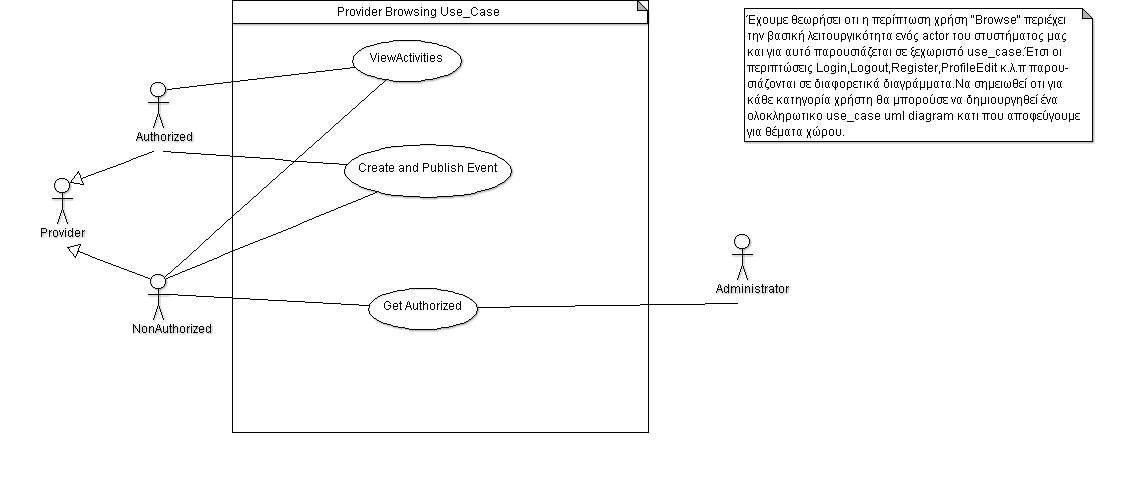 Provider Browsing Use_Case
ViewActivities
Authorized
Create and Publish Event
Provider
Get Authorized
NonAuthorized
Administrator
Έχουμε θεωρήσει οτι η περίπτωση χρήση "Browse" περιέχει
την βασική λειτουργικότητα ενός actor του στυστήματος μας
και για αυτό παρουσιάζεται σε ξεχωριστό use_case.Έτσι οι
περιπτώσεις Login,Logout,Register,ProfileEdit κ.λ.π παρου-
σιάζονται σε διαφορετικά διαγράμματα.Να σημειωθεί οτι για
κάθε κατηγορία χρήστη θα μπορούσε να δημιουργηθεί ένα
ολοκληρωτικο use_case uml diagram κατι που αποφεύγουμε
για θέματα χώρου.